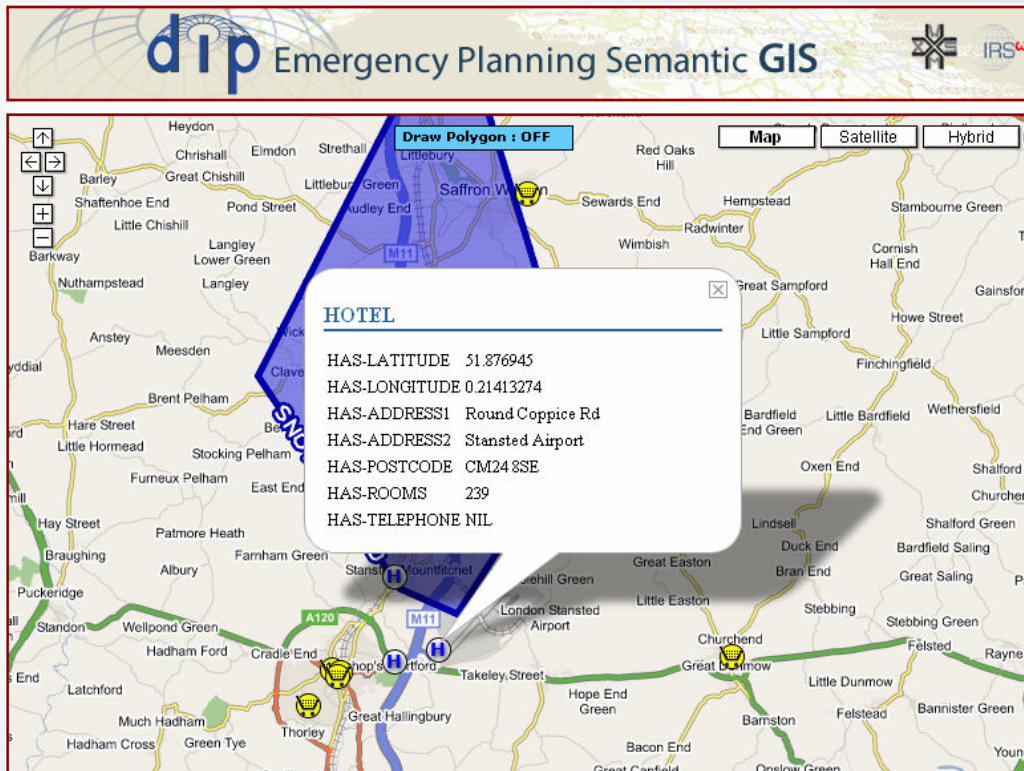 dip Emergency Planning Semantic GIS
IRS
Draw Polygon : OFF
Map Satellite Hybrid
Heydon
Chrishall Elmdon Strethall Littlebury Red Oaks Hill
Barley Great Chishill Littlebury Green Saffron
Shaftenhoe End Pond Street Audley End Sewards End Hempstead Stambourne Green
Little Chishill Radwinter
Langley Lower Green M11 Wimbish Cornish Hall End
Barkway
Nuthampstead Langley Great Sampford
HOTEL
Howe Street
Anstey Little Sampford
Meesden
HAS-LATITUDE 51.876945
Finchingfield
HAS-LONGITUDE 0.21413274
Brent Pelham
HAS-ADDRESS1 Round Coppice Rd
Hare Street Bardfield End Green Little Bardfield Wethersfield
Little Hormead HAS-ADDRESS2 Stansted Airport
Stocking Pelham
HAS-POSTCODE CM24 8SE
Oxen End Shalford
Furneux Pelham East End
HAS-ROOMS 239
HAS-TELEPHONE NIL
Hay Street Patmore Heath Lindsell Shalford Green
Braughing Farnham Green Duck End Bardfield Saling
Albury Mountfitchet Great Easton Bran End Great Saling
Puckeridge H
A120 M11 London Stansted Airport Little Easton Stebbing
Standon Wellpond Green Stebbing Green
Hadham Ford Cradle End H H Churchend Felsted Rayne
Latchford Takeley Street Great Little Dunmow
Hope End Green
Much Hadham Great Hallingbury Barnston Felstead Bannister Green
Hadham Cross Green Tye Thorley Bacon End
Great Canfield Onslow Green